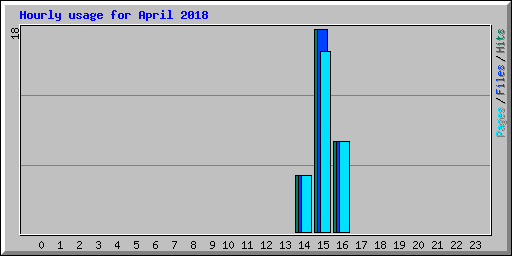 Hourly usage for April 2018
18
0 1 2 3 4 5 6 7 8 9 10 11 12 13 14 15 16 17 18 19 20 21 22 23
Pages/Files/Hits